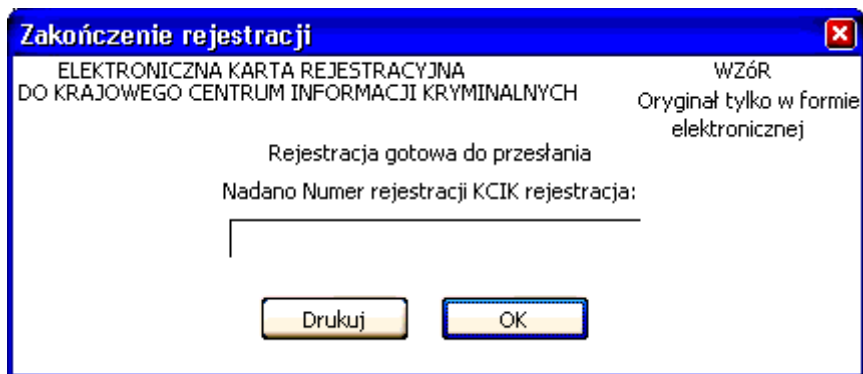 Zakończenie rejestracji
ELEKTRONICZNA KARTA REJESTRACYJNA
DO KRAJOWEGO CENTRUM INFORMACJI KRYMINALNYCH
WZóR
Oryginał tylko w formie
elektronicznej
Rejestracja gotowa do przesłania
Nadano Numer rejestracji KCIK rejestracja:
Drukuj
OK